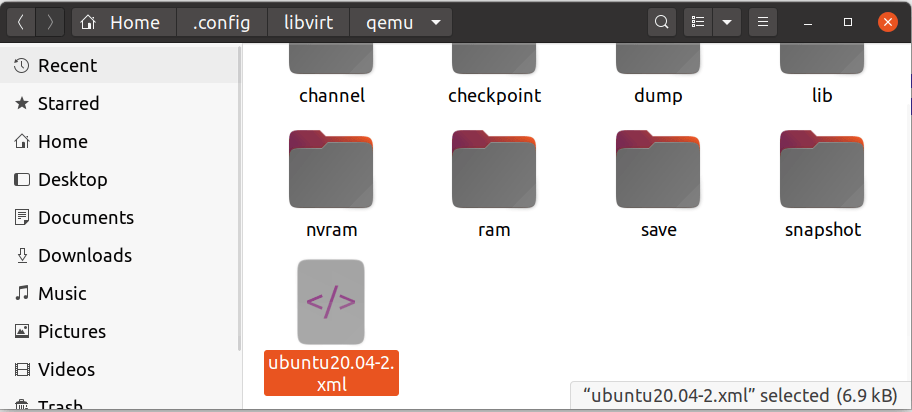 Home .config libvirt qemu
Recent
Starred
Home
Desktop
Documents
Downloads
Music
Pictures
Videos
Trash
channel checkpoint dump lib
nvram ram save snapshot
</>
ubuntu20.04-2.
xml
“ubuntu20.04-2.xml” selected (6.9 kB)